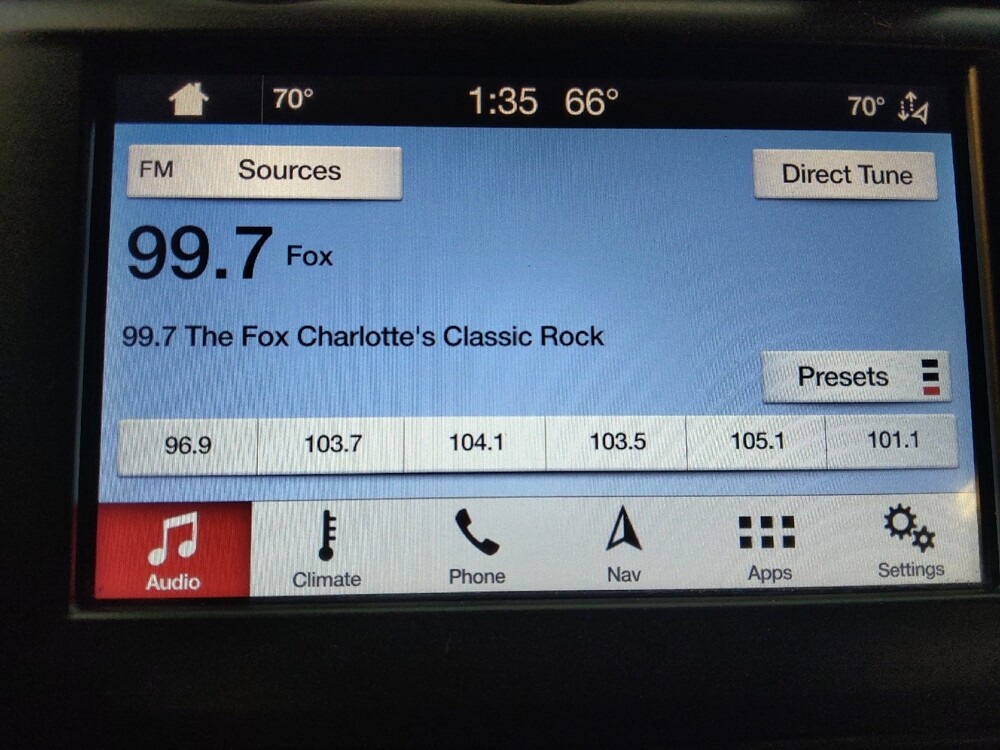 70° 1:35 66° 70°
FM Sources Direct Tune
99.7 Fox
99.7 The Fox Charlotte's Classic Rock
Presets
96.9 103.7 104.1 103.5 105.1 101.1
Audio Climate Phone Nav Apps Settings